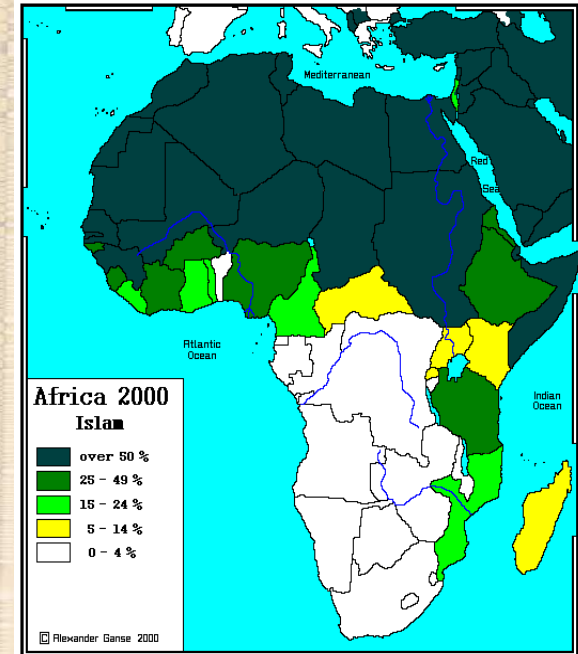 Mediterranean
Red
Sea
Atlantic
Ocean
Indian
Ocean
Africa 2000
Islam
over 50 %
25 - 49 %
15 - 24 %
5 - 14 %
0 - 4 %
© Alexander Ganse 2000